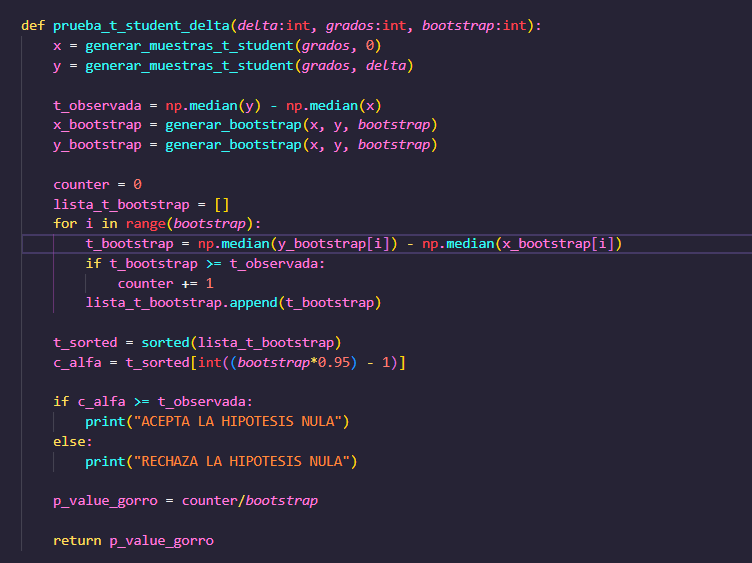 def prueba_t_student_delta(delta:int, grados:int, bootstrap:int):
    x = generar_muestras_t_student(grados, 0)
    y = generar_muestras_t_student(grados, delta)

    t_observada = np.median(y) - np.median(x)
    x_bootstrap = generar_bootstrap(x, y, bootstrap)
    y_bootstrap = generar_bootstrap(x, y, bootstrap)

    counter = 0
    lista_t_bootstrap = []
    for i in range(bootstrap):
        t_bootstrap = np.median(y_bootstrap[i]) - np.median(x_bootstrap[i])
        if t_bootstrap >= t_observada:
            counter += 1
        lista_t_bootstrap.append(t_bootstrap)

    t_sorted = sorted(lista_t_bootstrap)
    c_alfa = t_sorted[int((bootstrap*0.95) - 1)]

    if c_alfa >= t_observada:
        print("ACEPTA LA HIPOTESIS NULA")
    else:
        print("RECHAZA LA HIPOTESIS NULA")

    p_value_gorro = counter/bootstrap

    return p_value_gorro